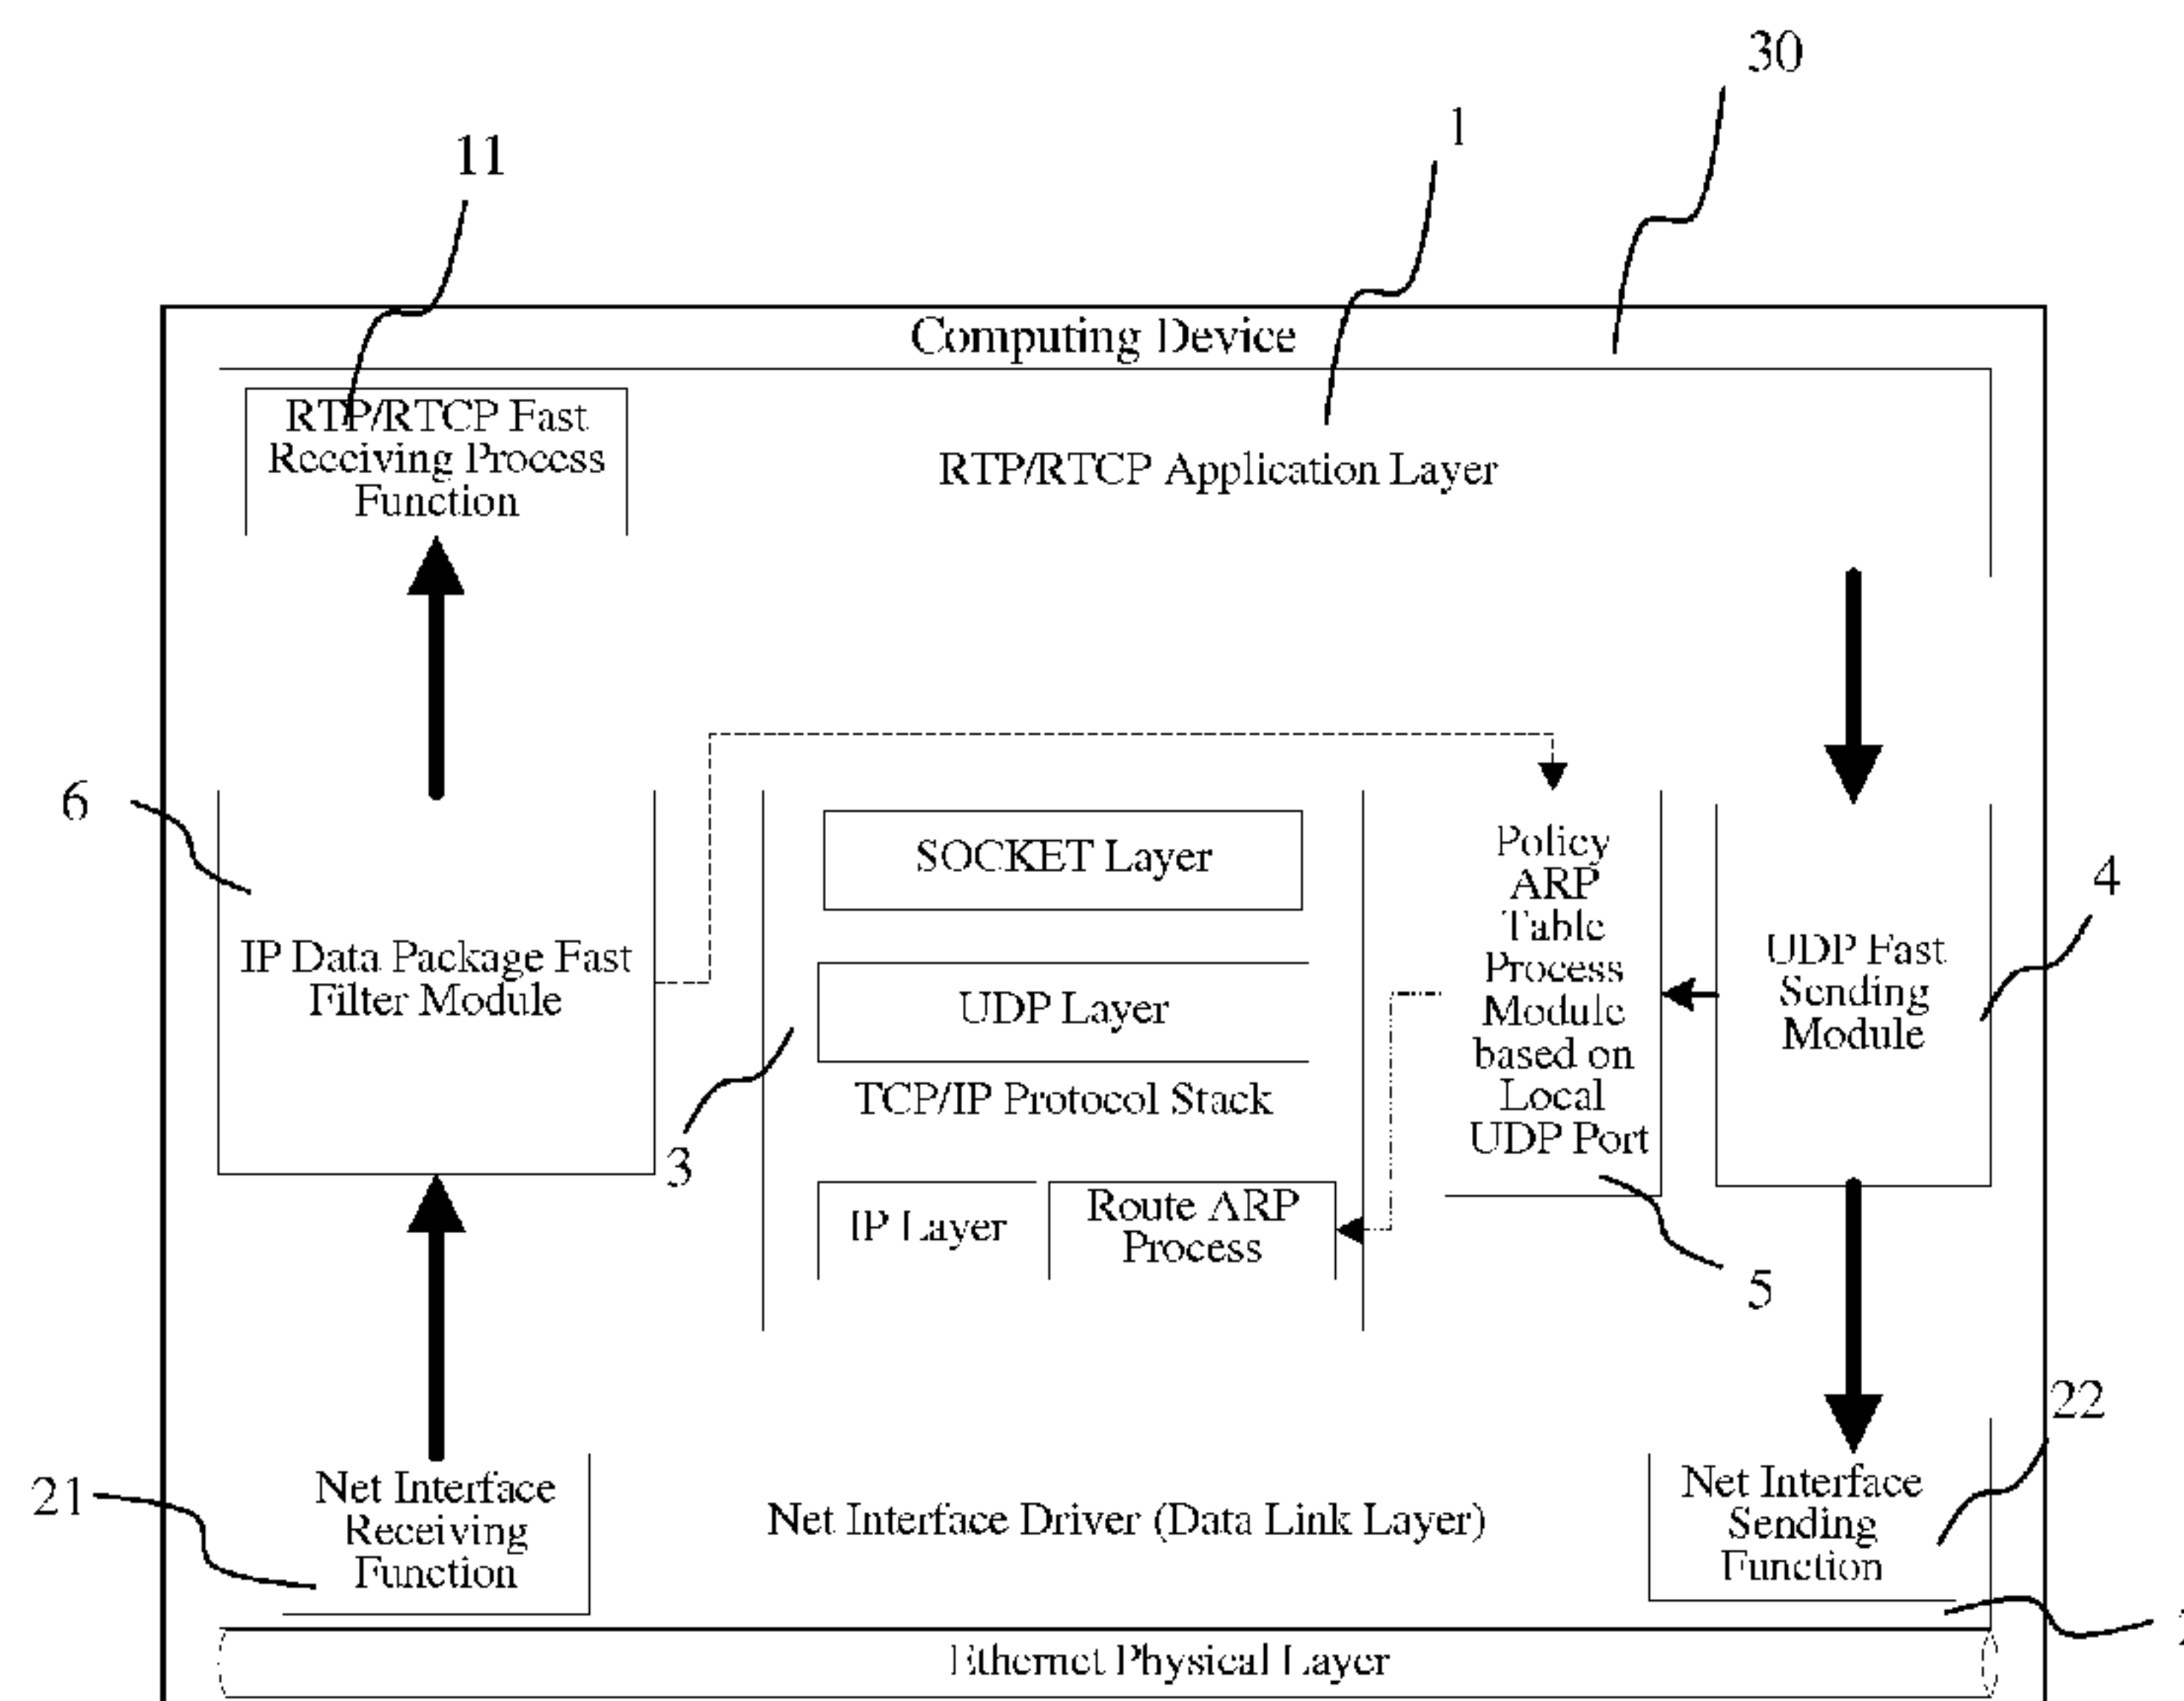 30
1
11
Computing Device
RTP/RTCP Fast
Receiving Process
Function
RTP/RTCP Application Layer
6
IP Data Package Fast
Filter Module
SOCKET Layer
UDP Layer
TCP/IP Protocol Stack
3
IP Layer
Route ARP
Process
Policy
ARP
Table
Process
Module
based on
Local
UDP Port
5
UDP Fast
Sending
Module
4
22
21
Net Interface
Receiving
Function
Net Interface Driver (Data Link Layer)
Net Interface
Sending
Function
Ethernet Physical Layer